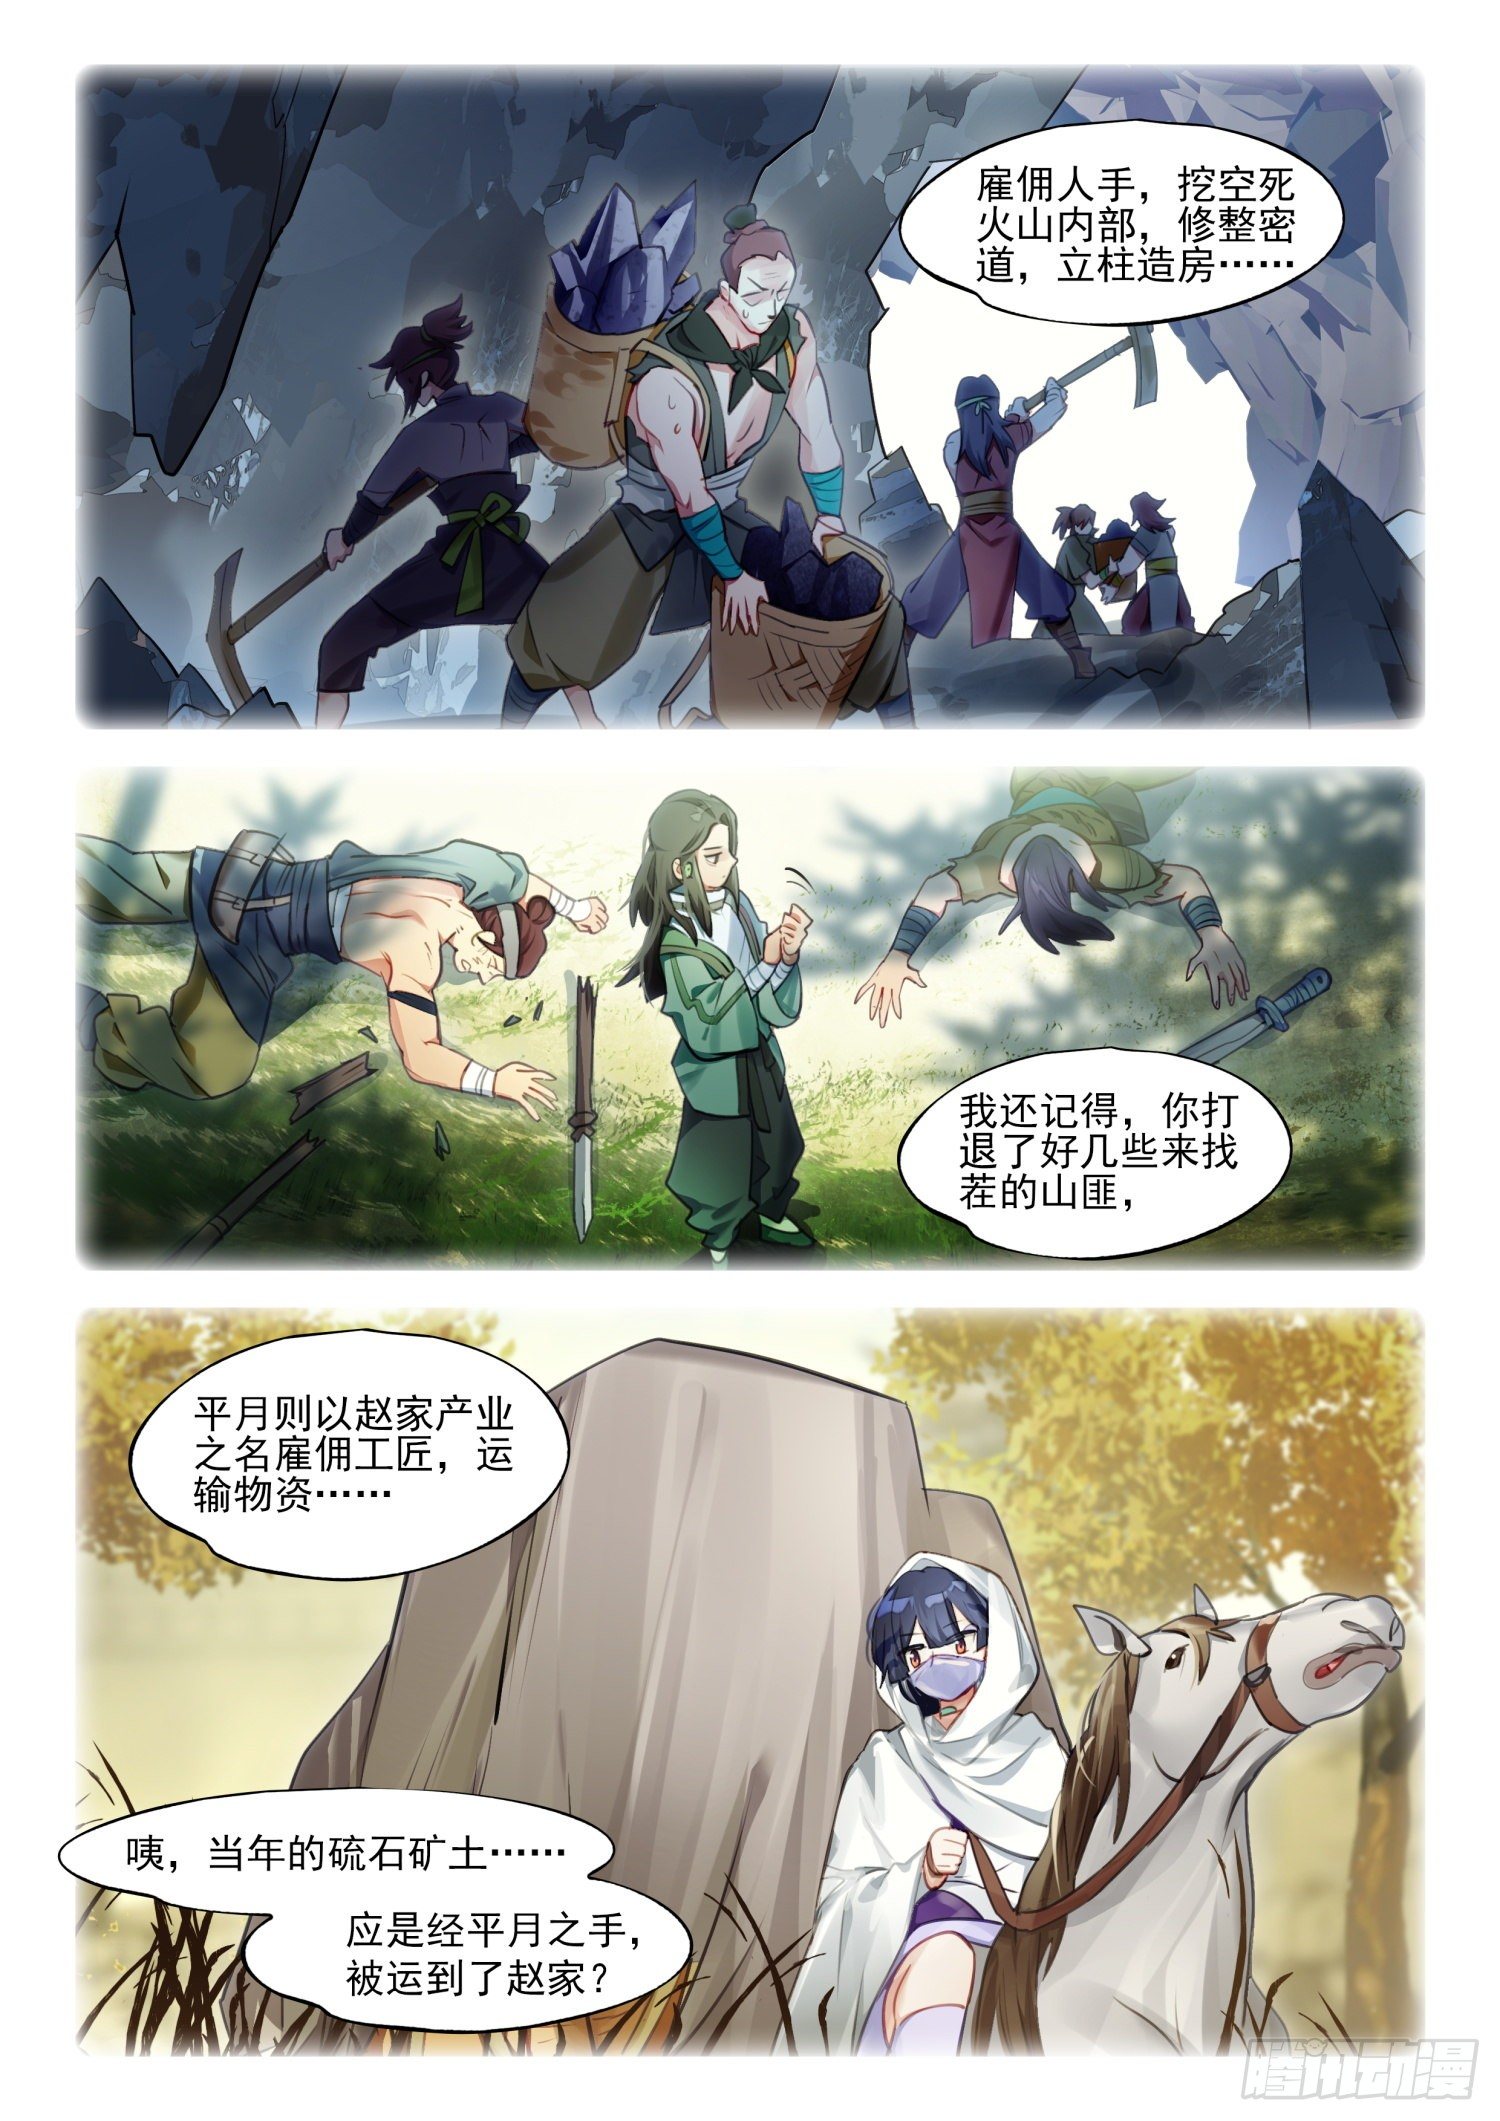 雇佣人手，挖空死
火山内部，修整密
道，立柱造房……
我还记得，你打
退了好几些来找
茬的山匪，
平月则以赵家产业
之名雇佣工匠，运
输物资……
咦，当年的硫石矿土……
应是经平月之手，
被运到了赵家？
腾讯动漫